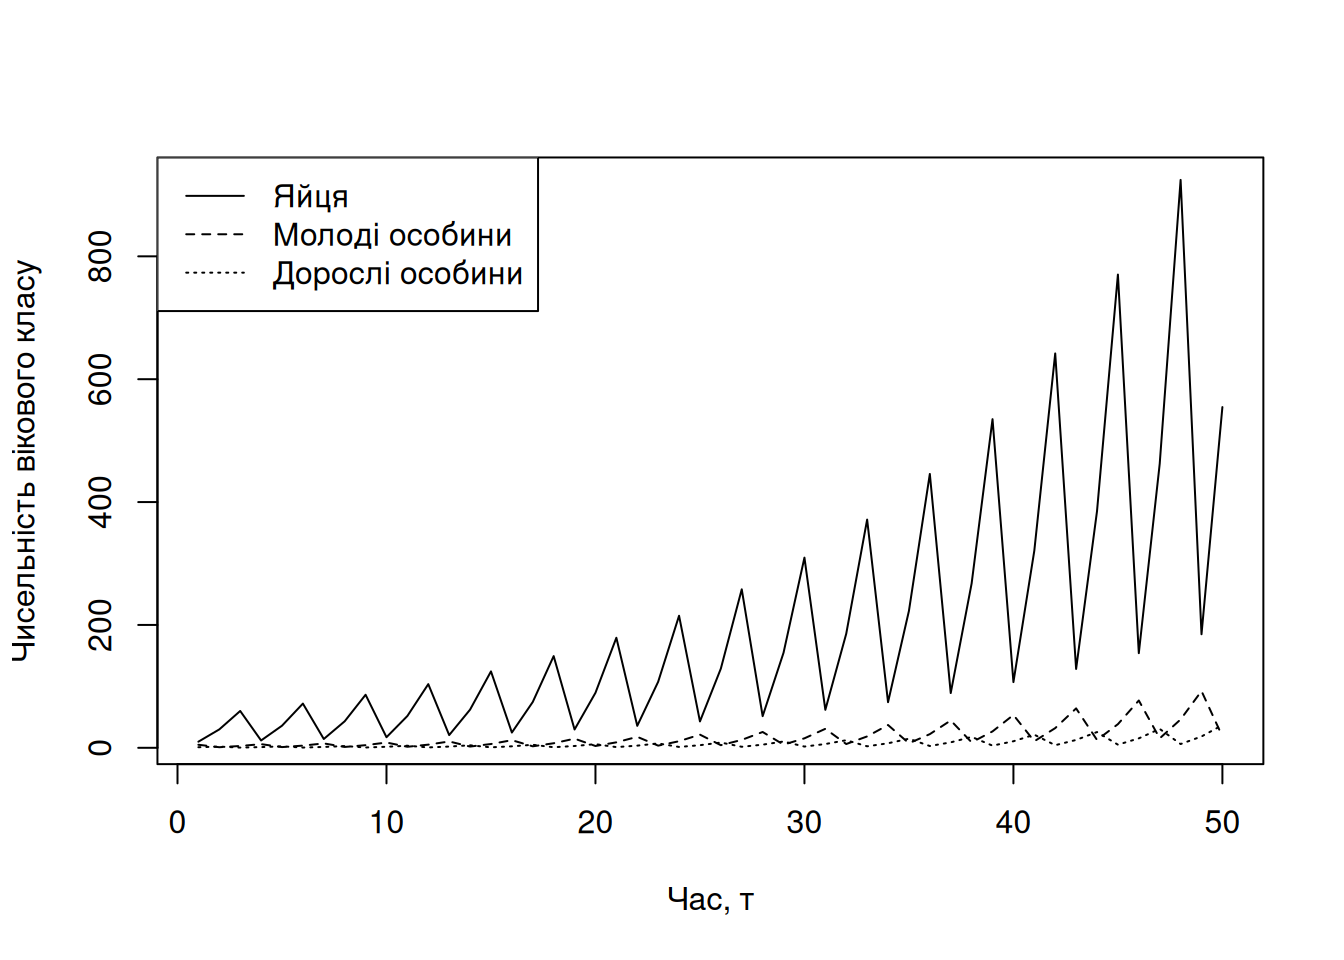 Яйця
Молоді особини
Дорослі особини
Чисельність вікового класу
800
600
400
200
0
0 10 20 30 40 50
Час, т